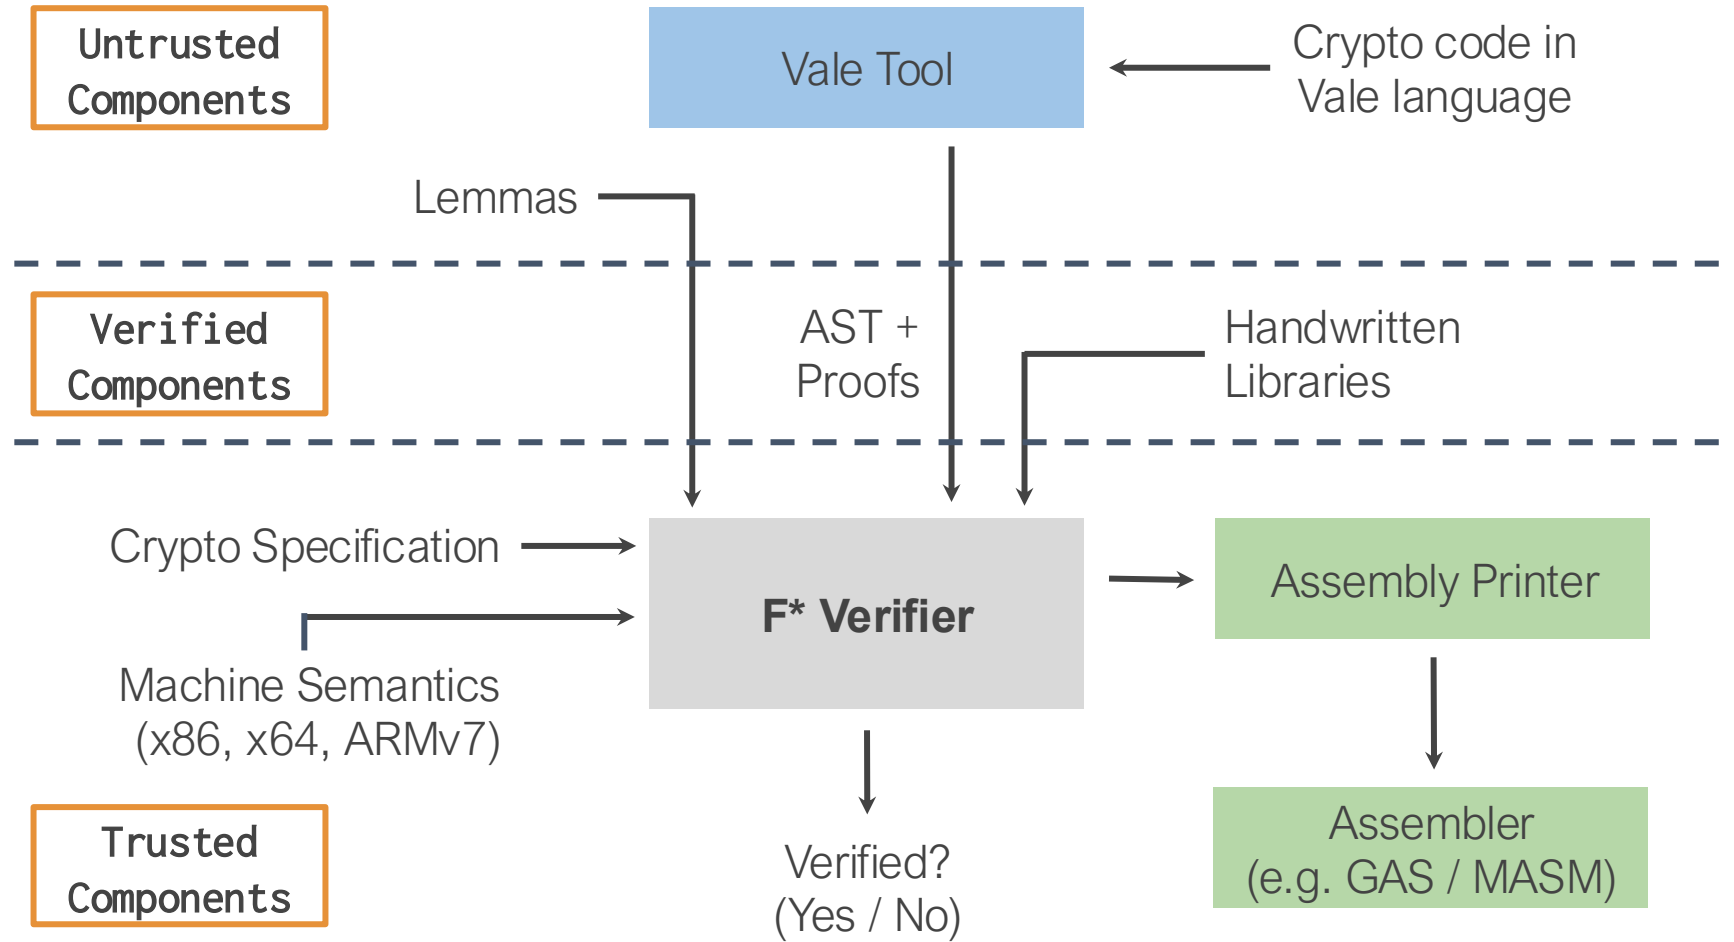 Untrusted
Components
Vale Tool
Crypto code in
Vale language
Lemmas
Verified
Components
AST +
Proofs
Handwritten
Libraries
Crypto Specification
F* Verifier
Assembly Printer
Machine Semantics
(x86, x64, ARMv7)
Trusted
Components
Verified?
(Yes / No)
Assembler
(e.g. GAS / MASM)